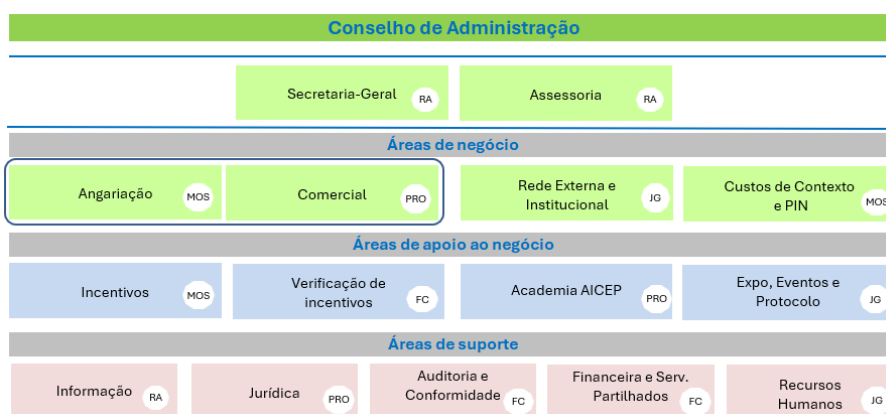 Conselho de Administração
Secretaria-Geral RA
Assessoria RA
Áreas de negócio
Angariação MOS
Comercial PRO
Rede Externa e
Institucional JG
Custos de Contexto
e PIN MOS
Áreas de apoio ao negócio
Incentivos MOS
Verificação de
incentivos FC
Academia AICEP PRO
Expo, Eventos e
Protocolo JG
Áreas de suporte
Informação RA
Jurídica PRO
Auditoria e
Conformidade FC
Financeira e Serv.
Partilhados FC
Recursos
Humanos JG